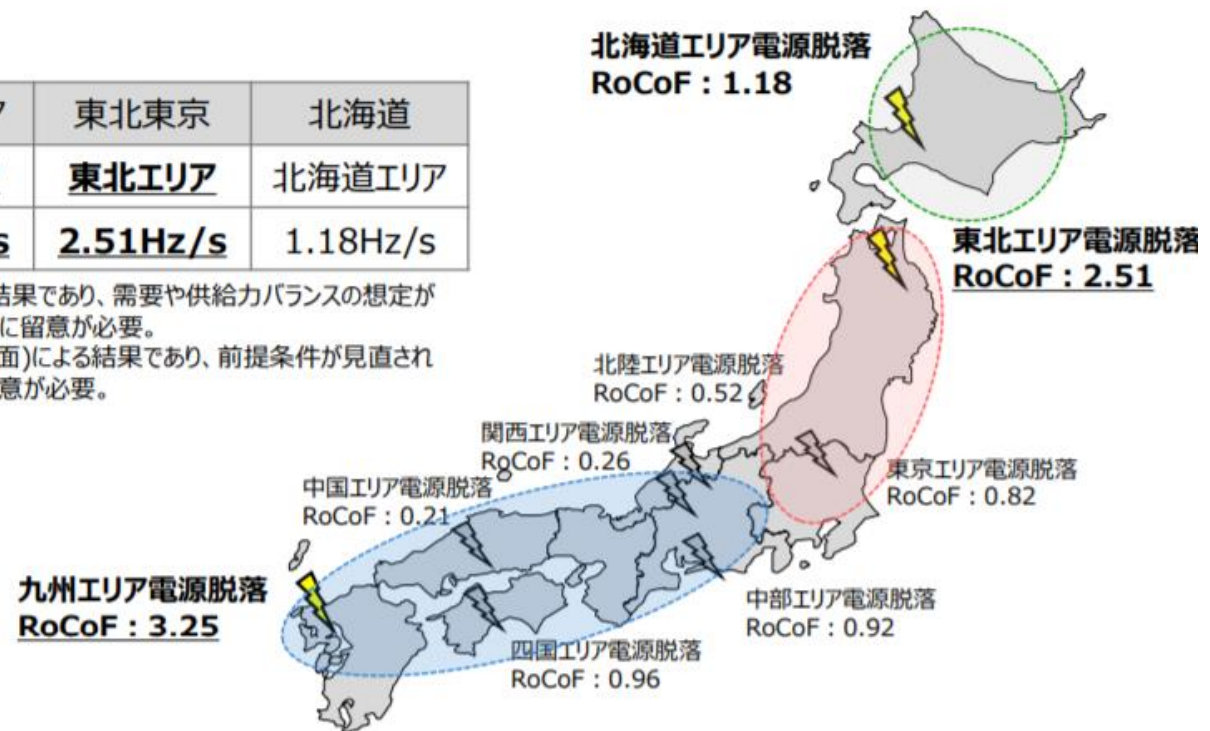 東北東京 北海道
東北エリア 北海道エリア
s 2.51Hz/s 1.18Hz/s
結果であり、需要や供給力バランスの想定が
に留意が必要。
面)による結果であり、前提条件が見直され
意が必要。
北海道エリア電源脱落
RoCoF：1.18
東北エリア電源脱落
RoCoF：2.51
北陸エリア電源脱落
RoCoF：0.52
関西エリア電源脱落
RoCoF：0.26
東京エリア電源脱落
RoCoF：0.82
中国エリア電源脱落
RoCoF：0.21
九州エリア電源脱落
RoCoF：3.25
中部エリア電源脱落
RoCoF：0.92
四国エリア電源脱落
RoCoF：0.96